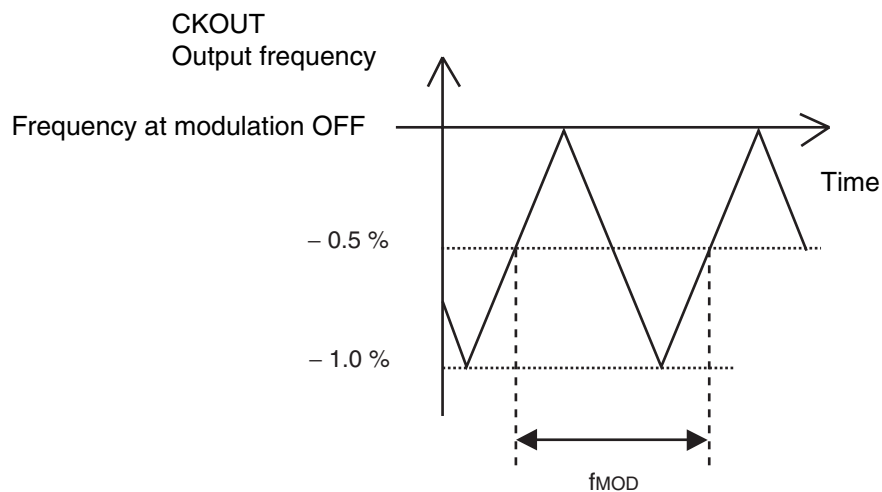 CKOUT
Output frequency
Frequency at modulation OFF
Time
– 0.5 %
– 1.0 %
fMOD